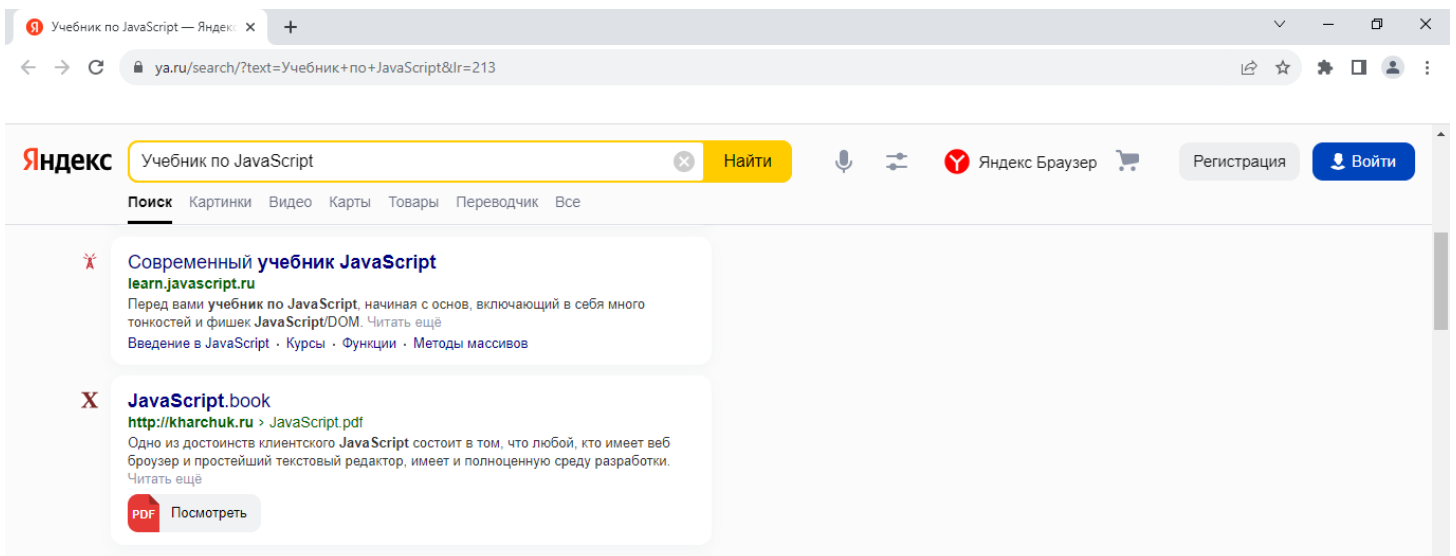 Учебник по JavaScript — Яндекс
ya.ru/search/?text=Учебник+по+JavaScript&lr=213
Яндекс Учебник по JavaScript Найти Яндекс Браузер Регистрация Войти
Поиск Картинки Видео Карты Товары Переводчик Все
Современный учебник JavaScript
learn.javascript.ru
Перед вами учебник по JavaScript, начиная с основ, включающий в себя много
тонкостей и фишек JavaScript/DOM. Читать ещё
Введение в JavaScript · Курсы · Функции · Методы массивов
X JavaScript.book
http://kharchuk.ru › JavaScript.pdf
Одно из достоинств клиентского JavaScript состоит в том, что любой, кто имеет веб
броузер и простейший текстовый редактор, имеет и полноценную среду разработки.
Читать ещё
PDF Посмотреть